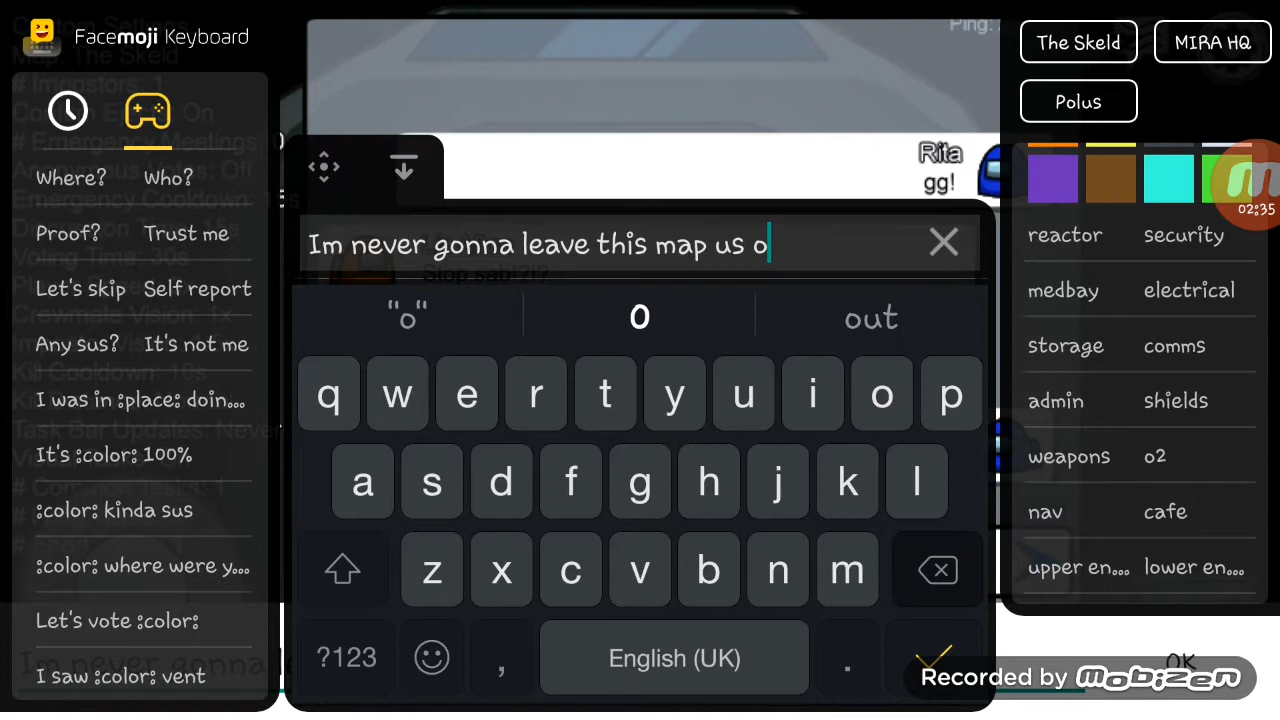 Facemoji Keyboard
Where? Who?
Proof? Trust me
Let's skip Self report
Any sus? It's not me
I was in :place: doin...
It's :color: 100%
:color: kinda sus
:color: where were y...
Let's vote :color:
I saw :color: vent
Ping:
Rita
gg!
Im never gonna leave this map us o
Stop sab!?i?
"o" o out
q w e r t y u i o p
a s d f g h j k l
z x c v b n m
?123 , English (UK) .
The Skeld MIRA HQ
Polus
02:35
reactor security
medbay electrical
storage comms
admin shields
weapons o2
nav cafe
upper en... lower en...
OK
Recorded by mobizen